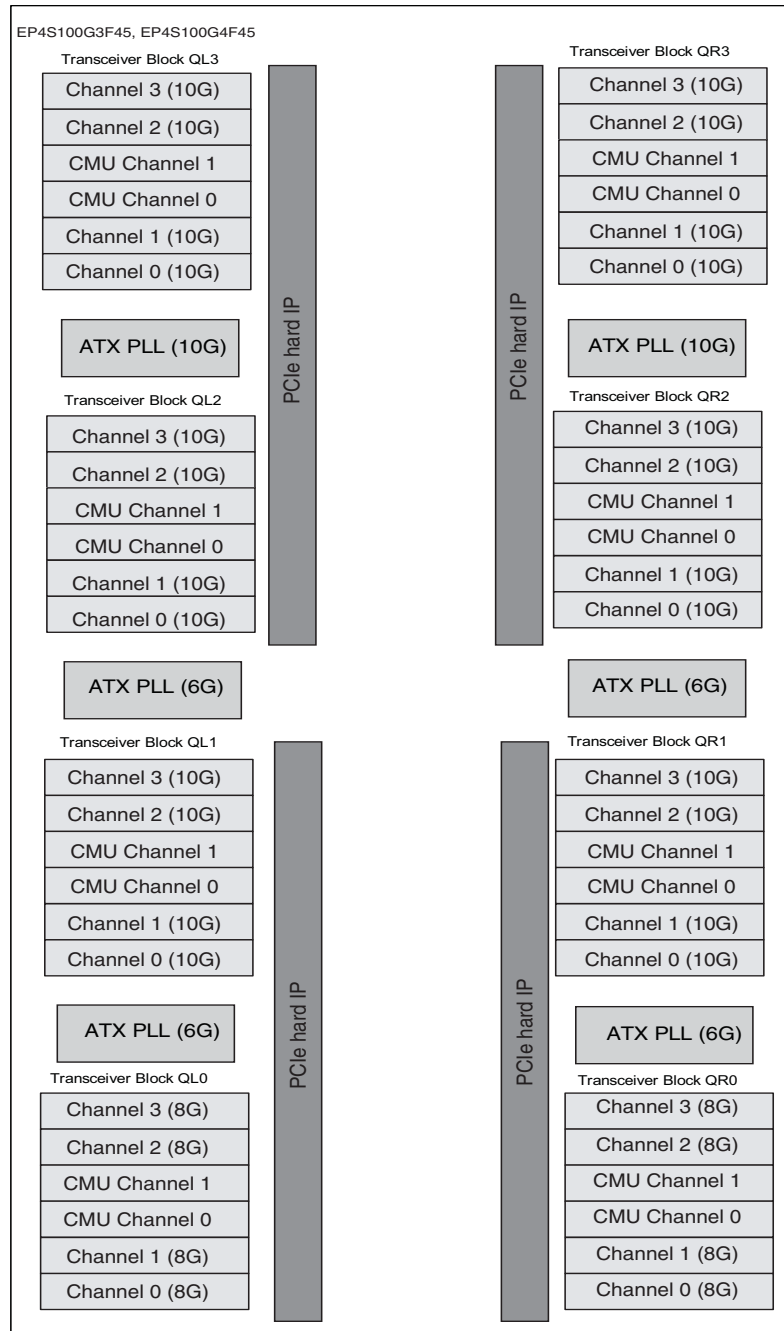 EP4S100G3F45, EP4S100G4F45
Transceiver Block QL3
Channel 3 (10G)
Channel 2 (10G)
CMU Channel 1
CMU Channel 0
Channel 1 (10G)
Channel 0 (10G)
ATX PLL (10G)
Transceiver Block QL2
Channel 3 (10G)
Channel 2 (10G)
CMU Channel 1
CMU Channel 0
Channel 1 (10G)
Channel 0 (10G)
PCIe hard IP
ATX PLL (6G)
Transceiver Block QL1
Channel 3 (10G)
Channel 2 (10G)
CMU Channel 1
CMU Channel 0
Channel 1 (10G)
Channel 0 (10G)
ATX PLL (6G)
Transceiver Block QL0
Channel 3 (8G)
Channel 2 (8G)
CMU Channel 1
CMU Channel 0
Channel 1 (8G)
Channel 0 (8G)
PCIe hard IP
Transceiver Block QR3
Channel 3 (10G)
Channel 2 (10G)
CMU Channel 1
CMU Channel 0
Channel 1 (10G)
Channel 0 (10G)
PCIe hard IP
ATX PLL (10G)
Transceiver Block QR2
Channel 3 (10G)
Channel 2 (10G)
CMU Channel 1
CMU Channel 0
Channel 1 (10G)
Channel 0 (10G)
ATX PLL (6G)
Transceiver Block QR1
Channel 3 (10G)
Channel 2 (10G)
CMU Channel 1
CMU Channel 0
Channel 1 (10G)
Channel 0 (10G)
PCIe hard IP
ATX PLL (6G)
Transceiver Block QR0
Channel 3 (8G)
Channel 2 (8G)
CMU Channel 1
CMU Channel 0
Channel 1 (8G)
Channel 0 (8G)